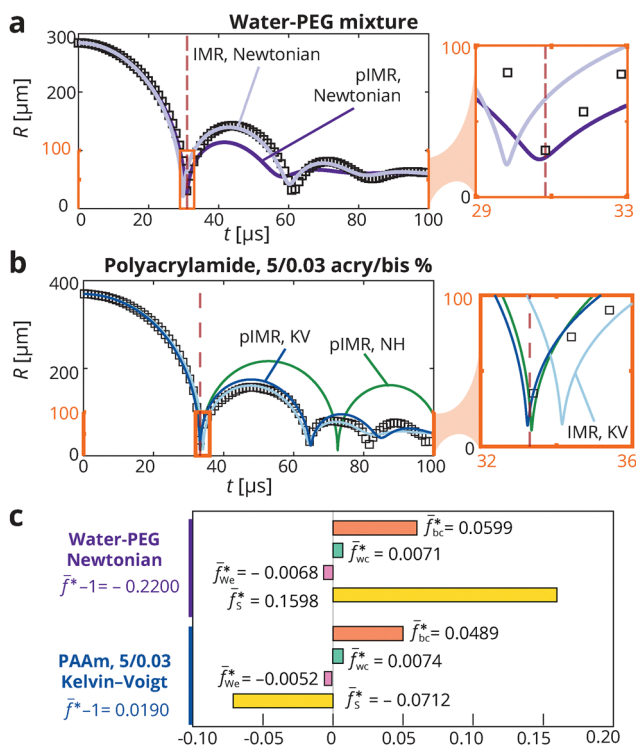 a
Water-PEG mixture
300
200
100
0
R [µm]
IMR, Newtonian
pIMR,
Newtonian
0 20 40 60 80 100
t [µs]
100
0
29 33
b
Polyacrylamide, 5/0.03 acry/bis %
400
200
100
0
R [µm]
pIMR, KV
pIMR, NH
0 20 40 60 80 100
t [µs]
100
0
IMR, KV
32 36
c
Water-PEG
Newtonian
f̄*–1= – 0.2200
f̄*bc= 0.0599
f̄*wc = 0.0071
f̄*We = – 0.0068
f̄*S = 0.1598
PAAm, 5/0.03
Kelvin–Voigt
f̄*–1= 0.0190
f̄*bc= 0.0489
f̄*wc = 0.0074
f̄*We= –0.0052
f̄*S = – 0.0712
-0.10 -0.05 0 0.05 0.10 0.15 0.20